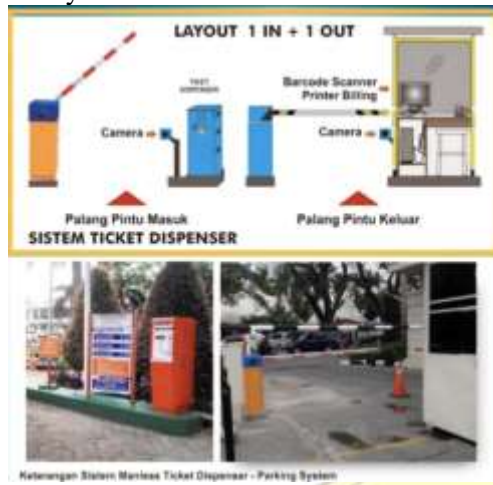 LAYOUT 1 IN + 1 OUT
Barcode Scanner
Printer Billing
DISPENSER
Camera
Camera
Palang Pintu Masuk
Palang Pintu Keluar
SISTEM TICKET DISPENSER
Keterangan Sistem Manless Ticket Dispenser - Parking System